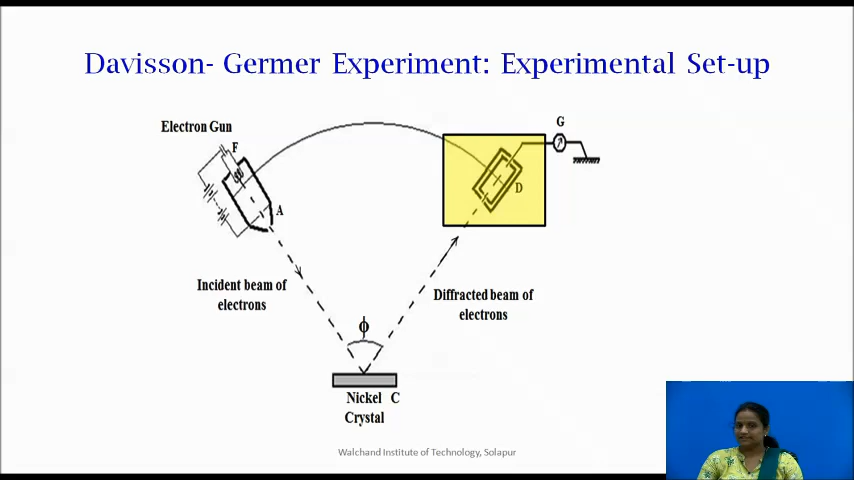 Davisson- Germer Experiment: Experimental Set-up
Electron Gun
G
F
D
A
Incident beam of
electrons
Diffracted beam of
electrons
ϕ
Nickel C
Crystal
Walchand Institute of Technology, Solapur